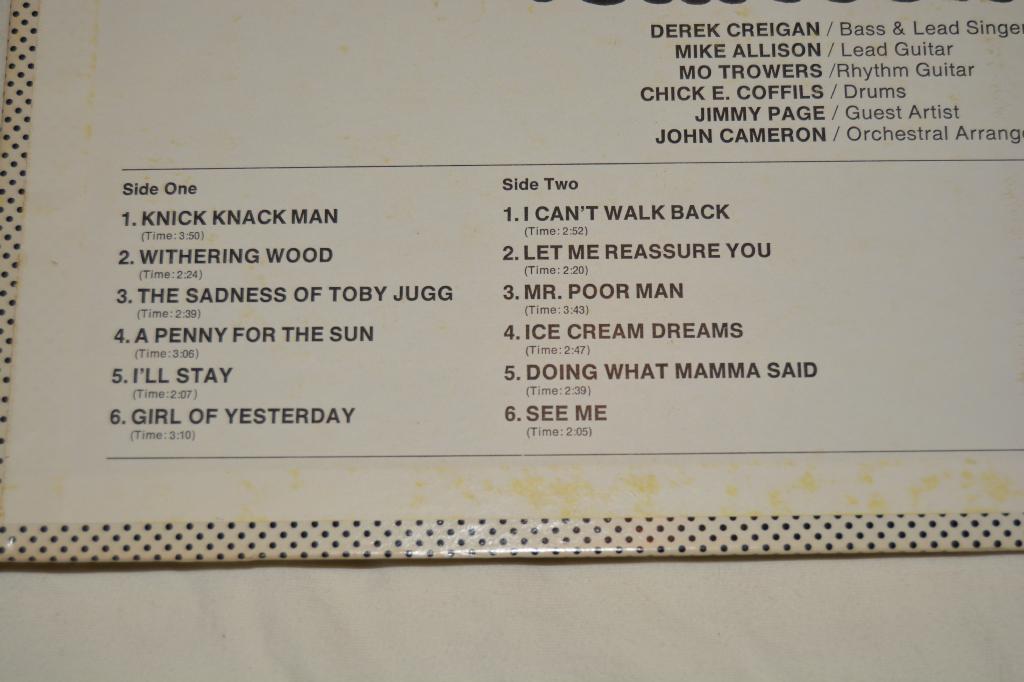 DEREK CREIGAN / Bass & Lead Singer
MIKE ALLISON / Lead Guitar
MO TROWERS /Rhythm Guitar
CHICK E. COFFILS / Drums
JIMMY PAGE / Guest Artist
JOHN CAMERON / Orchestral Arrange
Side One
1. KNICK KNACK MAN
(Time: 3:50)
2. WITHERING WOOD
(Time: 2:24)
3. THE SADNESS OF TOBY JUGG
(Time: 2:39)
4. A PENNY FOR THE SUN
(Time: 3:06)
5. I'LL STAY
(Time: 2:07)
6. GIRL OF YESTERDAY
(Time: 3:10)
Side Two
1. I CAN'T WALK BACK
(Time: 2:52)
2. LET ME REASSURE YOU
(Time: 2:20)
3. MR. POOR MAN
(Time: 3:43)
4. ICE CREAM DREAMS
(Time: 2:47)
5. DOING WHAT MAMMA SAID
(Time: 2:39)
6. SEE ME
(Time: 2:05)